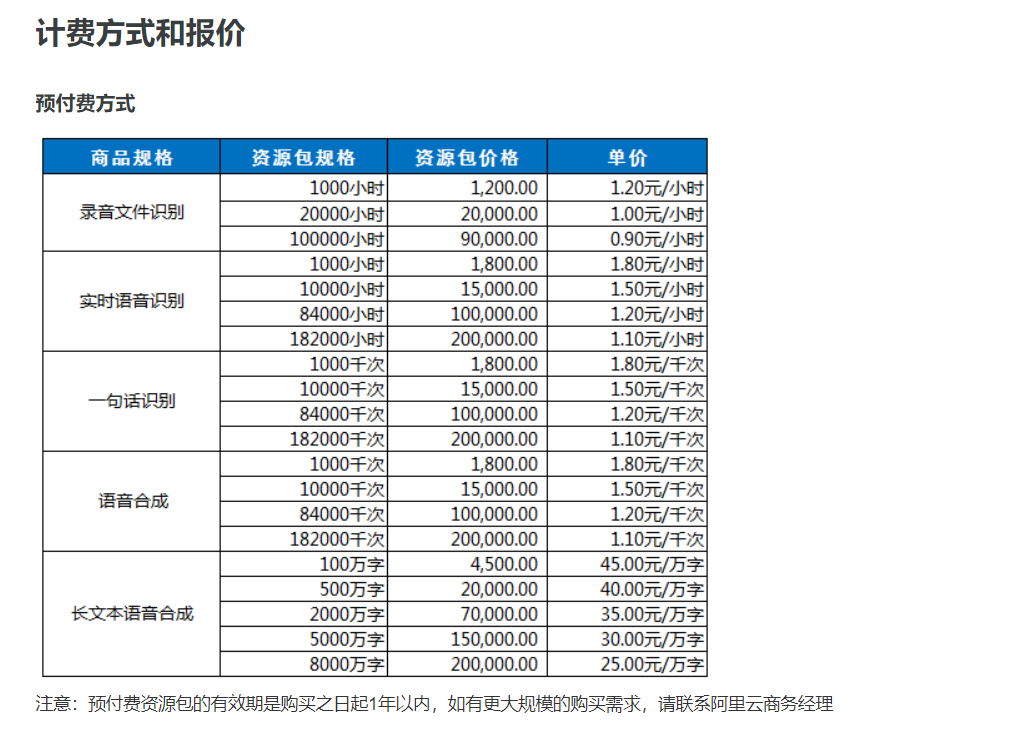 计费方式和报价
预付费方式
商品规格 资源包规格 资源包价格 单价
录音文件识别 1000小时 1,200.00 1.20元/小时
20000小时 20,000.00 1.00元/小时
100000小时 90,000.00 0.90元/小时
实时语音识别 1000小时 1,800.00 1.80元/小时
10000小时 15,000.00 1.50元/小时
84000小时 100,000.00 1.20元/小时
182000小时 200,000.00 1.10元/小时
一句话识别 1000千次 1,800.00 1.80元/千次
10000千次 15,000.00 1.50元/千次
84000千次 100,000.00 1.20元/千次
182000千次 200,000.00 1.10元/千次
语音合成 1000千次 1,800.00 1.80元/千次
10000千次 15,000.00 1.50元/千次
84000千次 100,000.00 1.20元/千次
182000千次 200,000.00 1.10元/千次
长文本语音合成 100万字 4,500.00 45.00元/万字
500万字 20,000.00 40.00元/万字
2000万字 70,000.00 35.00元/万字
5000万字 150,000.00 30.00元/万字
8000万字 200,000.00 25.00元/万字
注意：预付费资源包的有效期是购买之日起1年以内，如有更大规模的购买需求，请联系阿里云商务经理